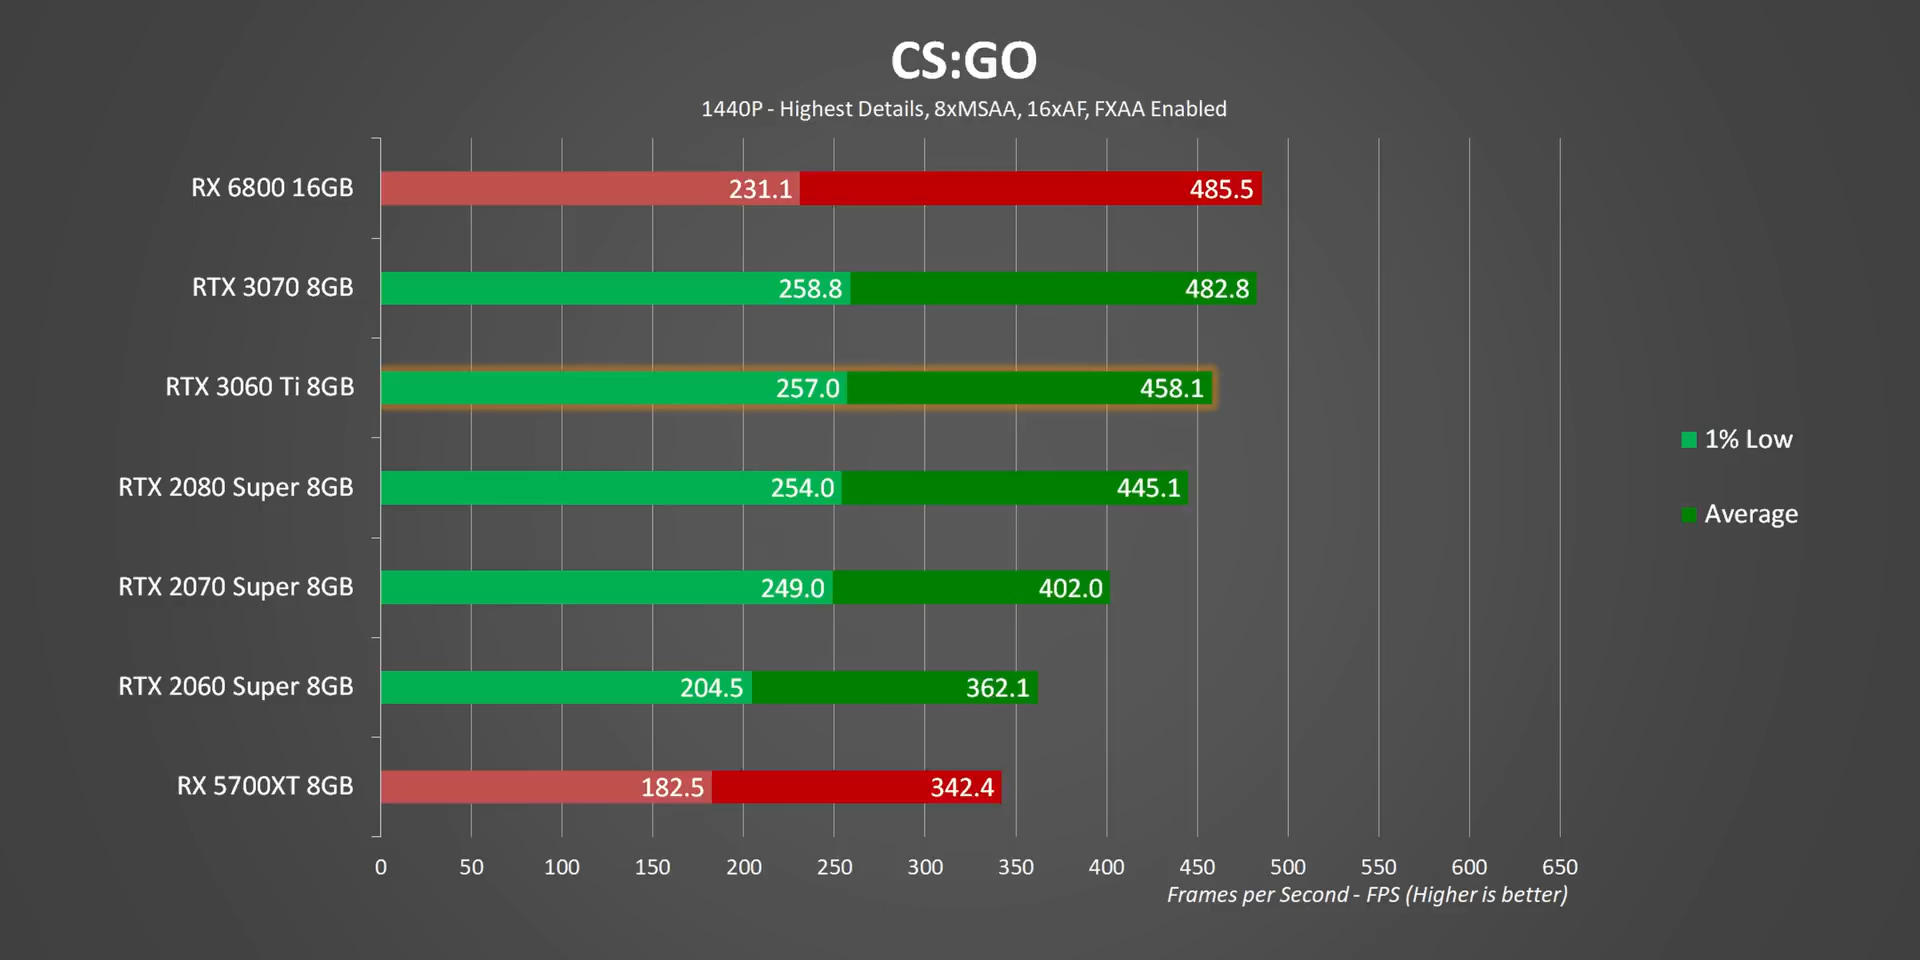 CS:GO
1440P - Highest Details, 8xMSAA, 16xAF, FXAA Enabled
RX 6800 16GB 231.1 485.5
RTX 3070 8GB 258.8 482.8
RTX 3060 Ti 8GB 257.0 458.1
1% Low
RTX 2080 Super 8GB 254.0 445.1
Average
RTX 2070 Super 8GB 249.0 402.0
RTX 2060 Super 8GB 204.5 362.1
RX 5700XT 8GB 182.5 342.4
0 50 100 150 200 250 300 350 400 450 500 550 600 650
Frames per Second - FPS (Higher is better)